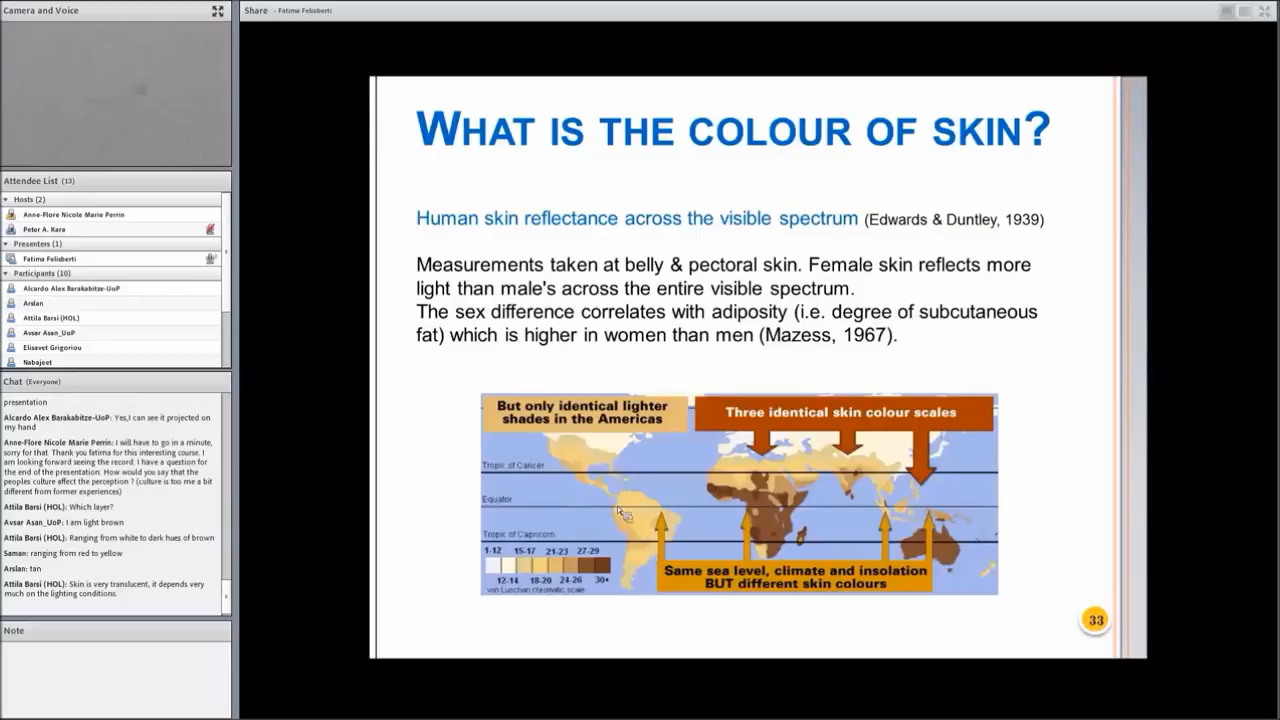 Camera and Voice
Share - Fatima Felisberti
Attendee List (13)
Hosts (2)
Anne-Flore Nicole Marie Perrin
Peter A. Kara
Presenters (1)
Fatima Felisberti
Participants (10)
Alcardo Alex Barakabitze-UoP
Arslan
Attila Barsi (HOL)
Avsar Asan_UoP
Elisavet Grigoriou
Nabajeet
Chat (Everyone)
presentation
Alcardo Alex Barakabitze-UoP: Yes,I can see it projected on
my hand
Anne-Flore Nicole Marie Perrin: I will have to go in a minute,
sorry for that. Thank you fatima for this interesting course, I
am looking forward seeing the record. I have a question for
the end of the presentation. How would you say that the
peoples culture affect the perception ? (culture is too me a bit
different from former experiences)
Attila Barsi (HOL): Which layer?
Avsar Asan_UoP: I am light brown
Attila Barsi (HOL): Ranging from white to dark hues of brown
Saman: ranging from red to yellow
Arslan: tan
Attila Barsi (HOL): Skin is very translucent, it depends very
much on the lighting conditions.
Note
WHAT IS THE COLOUR OF SKIN?
Human skin reflectance across the visible spectrum (Edwards & Duntley, 1939)
Measurements taken at belly & pectoral skin. Female skin reflects more
light than male's across the entire visible spectrum.
The sex difference correlates with adiposity (i.e. degree of subcutaneous
fat) which is higher in women than men (Mazess, 1967).
But only identical lighter
shades in the Americas
Three identical skin colour scales
Tropic of Cancer
Equator
Tropic of Capricorn
1-12 15-17 21-23 27-29
12-14 18-20 24-26 30+
von Luschan chromatic scale
Same sea level, climate and insolation
BUT different skin colours
33